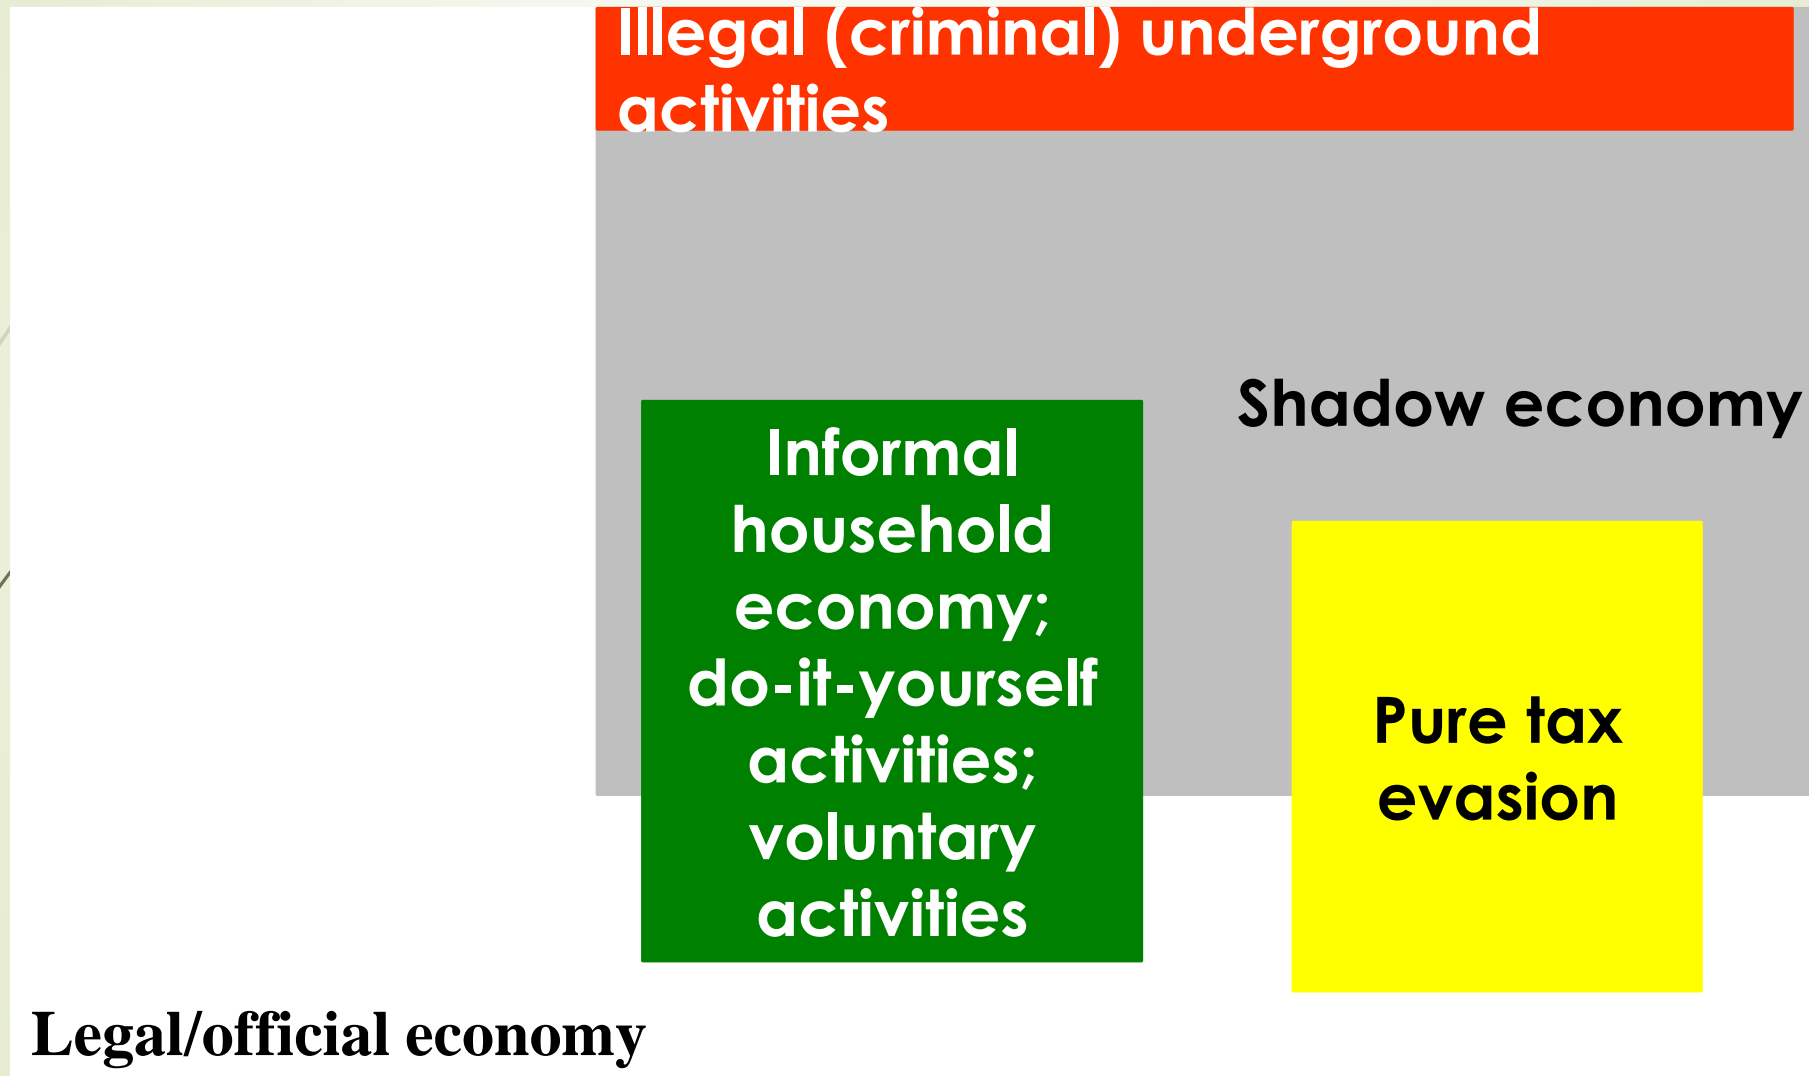 Illegal (criminal) underground
activities
Shadow economy
Informal
household
economy;
do-it-yourself
activities;
voluntary
activities
Pure tax
evasion
Legal/official economy